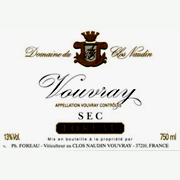 Domaine du Clos Naudin
Vouvray
APPELLATION VOUVRAY CONTRÔLÉE
SEC
FOREAU
Mis en bouteille à la propriété
13%Vol. 750 ml
Ph. FOREAU - Viticulteur au CLOS NAUDIN VOUVRAY - 37210, FRANCE